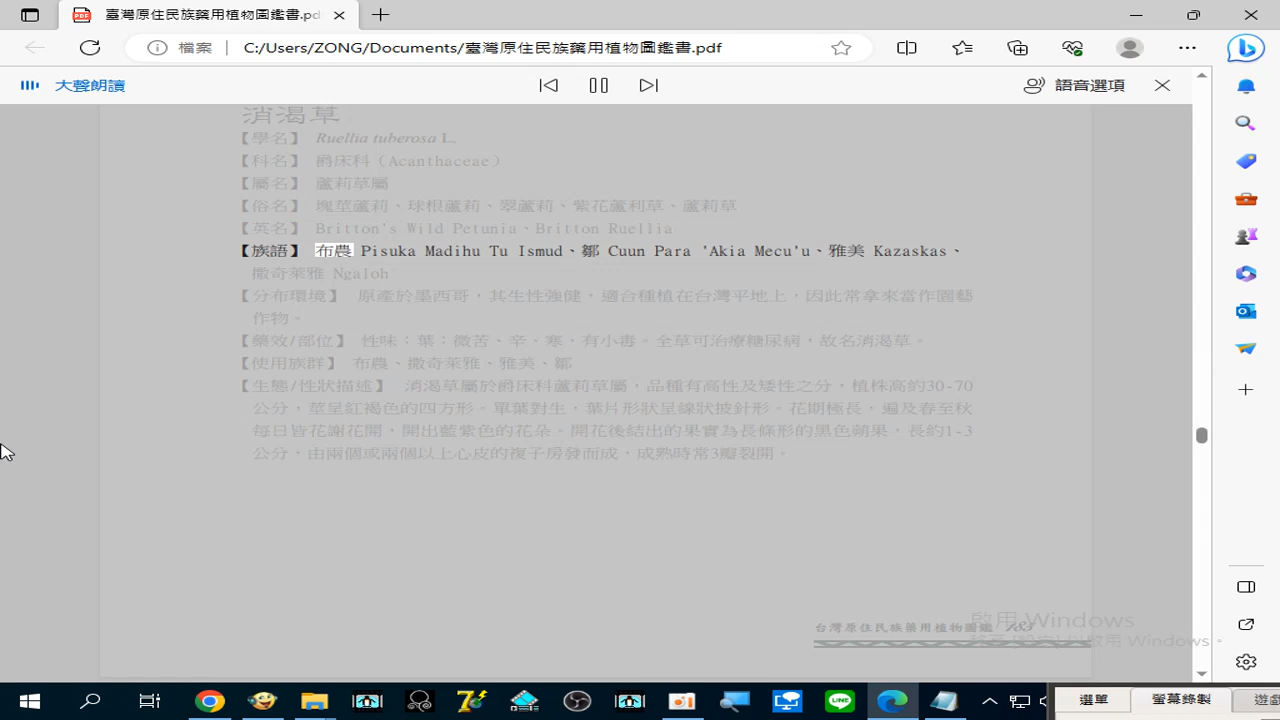 臺灣原住民族藥用植物圖鑑書.pdf
檔案 C:/Users/ZONG/Documents/臺灣原住民族藥用植物圖鑑書.pdf
大聲朗讀
語音選項
消渴草
【學名】 Ruellia tuberosa L.
【科名】 爵床科（Acanthaceae）
【屬名】 蘆莉草屬
【俗名】 塊莖蘆莉、球根蘆莉、翠蘆莉、紫花蘆利草、蘆莉草
【英名】 Britton's Wild Petunia、Britton Ruellia
【族語】 布農 Pisuka Madihu Tu Ismud、鄒 Cuun Para 'Akia Mecu'u、雅美 Kazaskas、
撒奇萊雅 Ngaloh
【分布環境】 原產於墨西哥，其生性強健，適合種植在台灣平地上，因此常拿來當作園藝
作物。
【藥效/部位】 性味：葉：微苦、辛。寒，有小毒。全草可治療糖尿病，故名消渴草。
【使用族群】 布農、撒奇萊雅、雅美、鄒
【生態/性狀描述】 消渴草屬於爵床科蘆莉草屬，品種有高性及矮性之分，植株高約30-70
公分，莖呈紅褐色的四方形。單葉對生，葉片形狀呈線狀披針形。花期極長，遍及春至秋
每日皆花謝花開，開出藍紫色的花朵。開花後結出的果實為長條形的黑色蒴果，長約1-3
公分，由兩個或兩個以上心皮的複子房發而成，成熟時常3瓣裂開。
啟用 Windows
台灣原住民族藥用植物圖鑑
選單
螢幕錄製